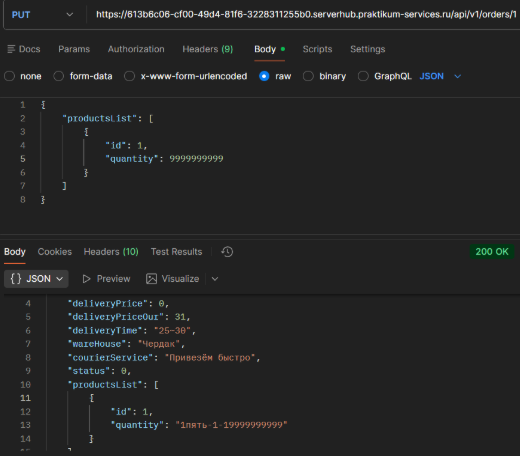 PUT https://613b6c06-cf00-49d4-81f6-3228311255b0.serverhub.praktikum-services.ru/api/v1/orders/1
Docs Params Authorization Headers (9) Body Scripts Settings
none form-data x-www-form-urlencoded raw binary GraphQL JSON
1 {
2 "productsList": [
3 {
4 "id": 1,
5 "quantity": 9999999999
6 }
7 ]
8 }
Body Cookies Headers (10) Test Results 200 OK
{} JSON Preview Visualize
4 "deliveryPrice": 0,
5 "deliveryPriceOur": 31,
6 "deliveryTime": "25-30",
7 "wareHouse": "Чердак",
8 "courierService": "Привезём быстро",
9 "status": 0,
10 "productsList": [
11 {
12 "id": 1,
13 "quantity": "1пять-1-19999999999"
14 }